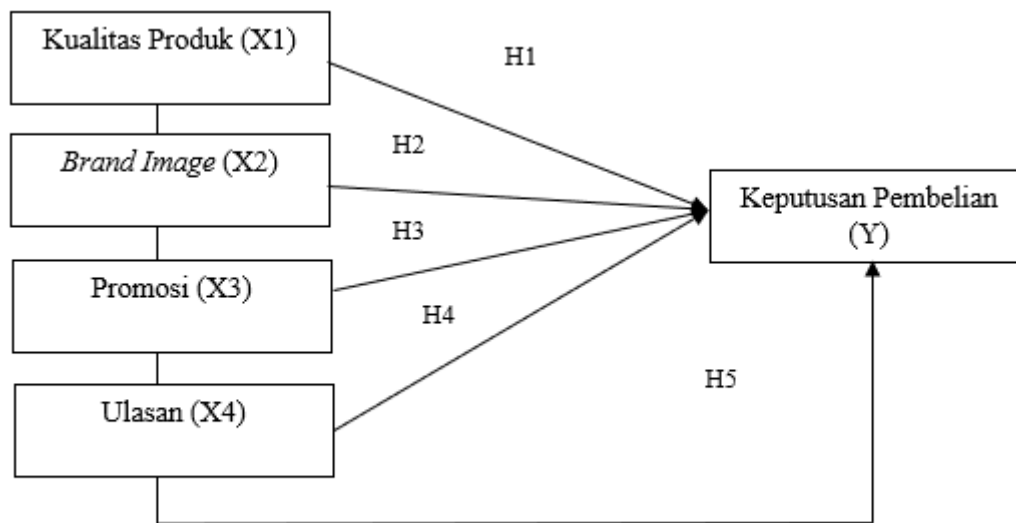 Kualitas Produk (X1)
H1
Brand Image (X2)
H2
Keputusan Pembelian
(Y)
H3
Promosi (X3)
H4
H5
Ulasan (X4)